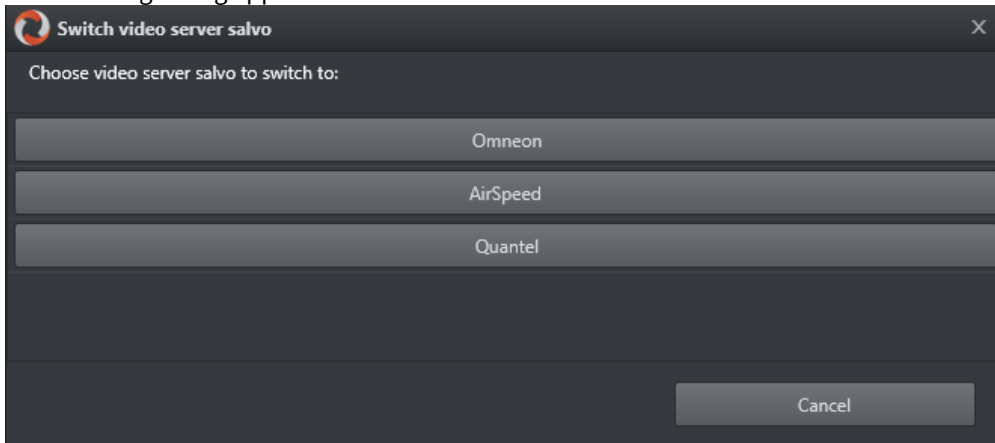 Switch video server salvo
Choose video server salvo to switch to:
Omneon
AirSpeed
Quantel
Cancel